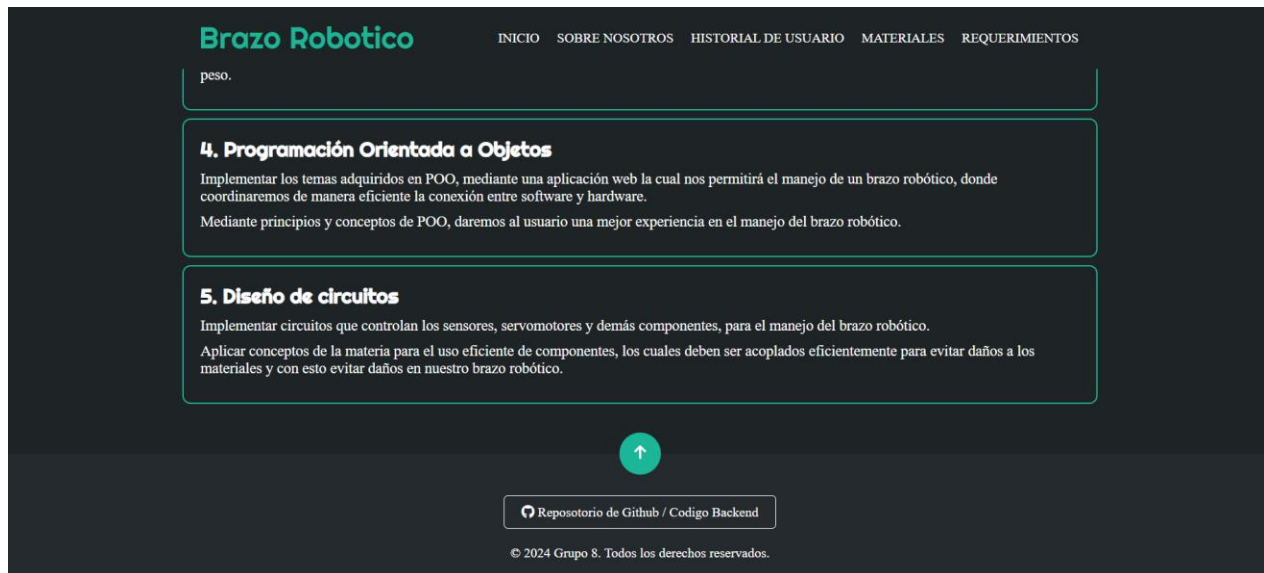 Brazo Robotico
INICIO SOBRE NOSOTROS HISTORIAL DE USUARIO MATERIALES REQUERIMIENTOS
peso.
4. Programación Orientada a Objetos
Implementar los temas adquiridos en POO, mediante una aplicación web la cual nos permitirá el manejo de un brazo robótico, donde
coordinaremos de manera eficiente la conexión entre software y hardware.
Mediante principios y conceptos de POO, daremos al usuario una mejor experiencia en el manejo del brazo robótico.
5. Diseño de circuitos
Implementar circuitos que controlan los sensores, servomotores y demás componentes, para el manejo del brazo robótico.
Aplicar conceptos de la materia para el uso eficiente de componentes, los cuales deben ser acoplados eficientemente para evitar daños a los
materiales y con esto evitar daños en nuestro brazo robótico.
Reposotorio de Github / Codigo Backend
© 2024 Grupo 8. Todos los derechos reservados.